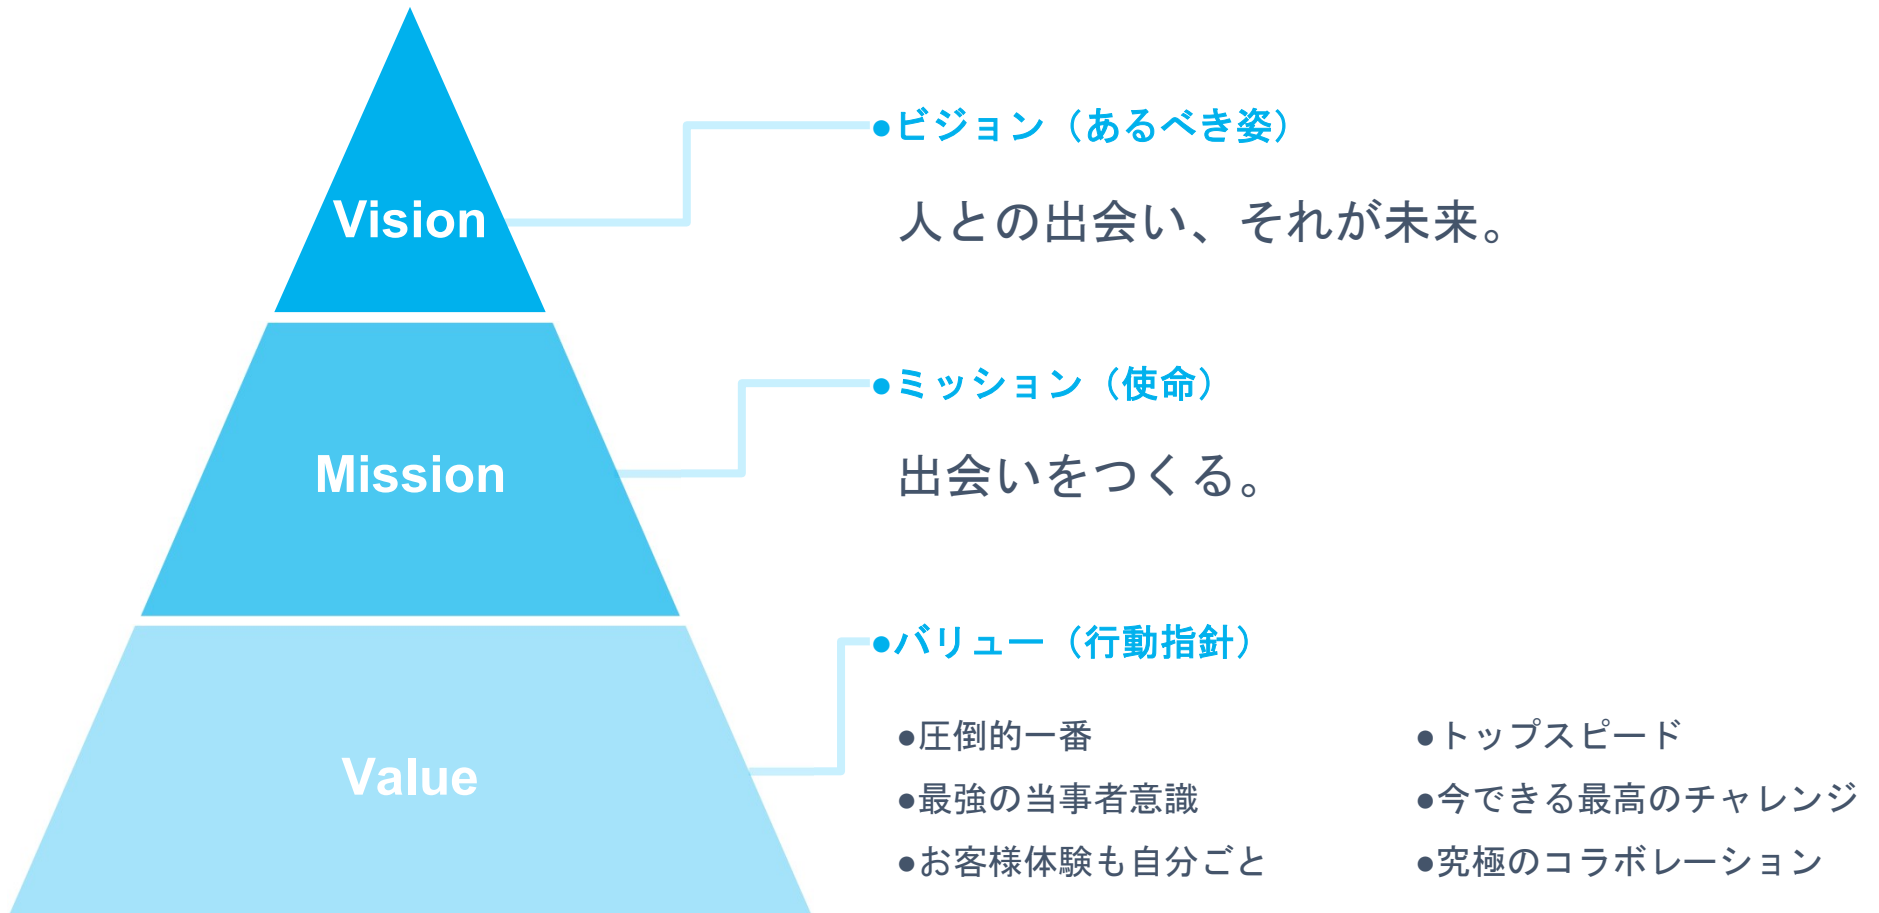 Vision
●ビジョン（あるべき姿）
人との出会い、それが未来。
Mission
●ミッション（使命）
出会いをつくる。
Value
●バリュー（行動指針）
●圧倒的一番
●最強の当事者意識
●お客様体験も自分ごと
●トップスピード
●今できる最高のチャレンジ
●究極のコラボレーション